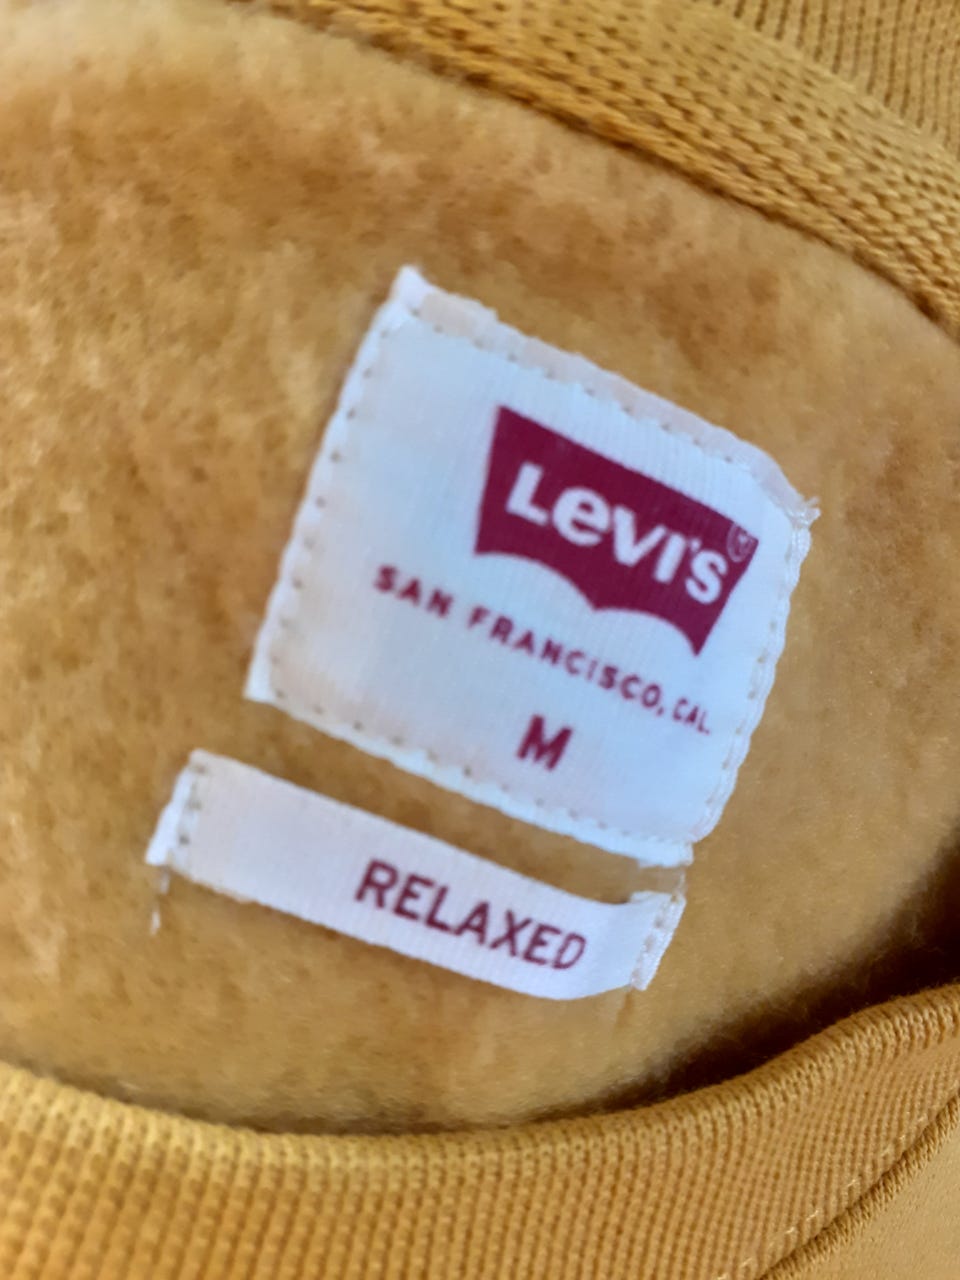 Levi's®
SAN FRANCISCO, CAL.
M
RELAXED